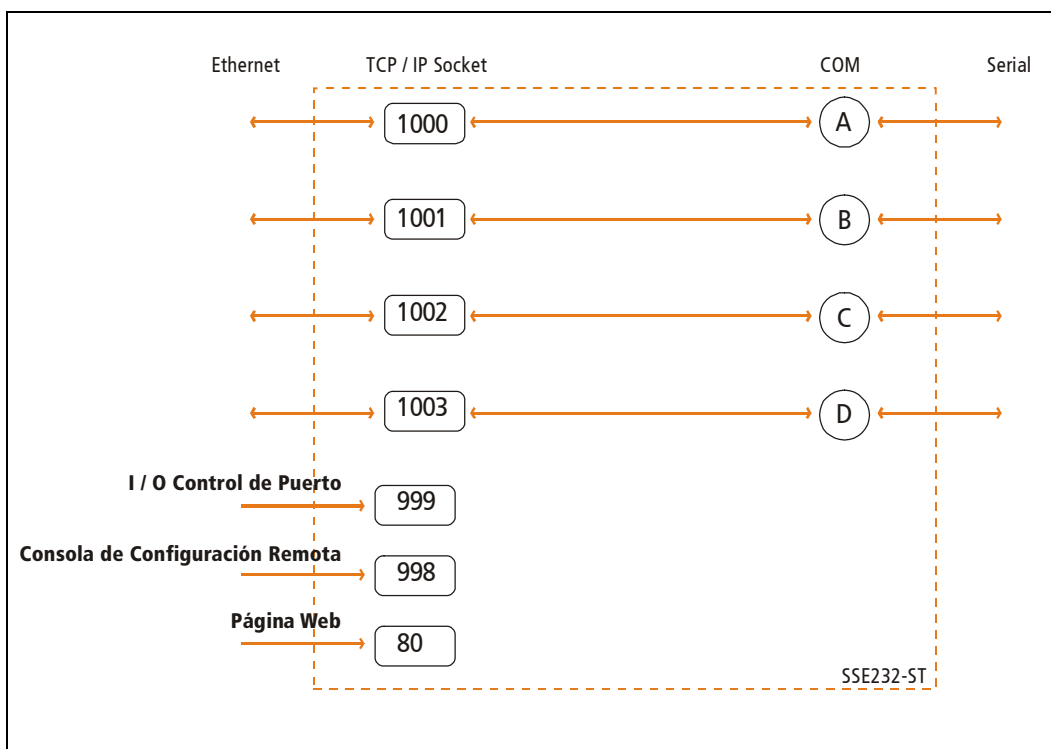 Ethernet TCP / IP Socket COM Serial
1000 A
1001 B
1002 C
1003 D
I / O Control de Puerto
999
Consola de Configuración Remota
998
Página Web
80
SSE232-ST